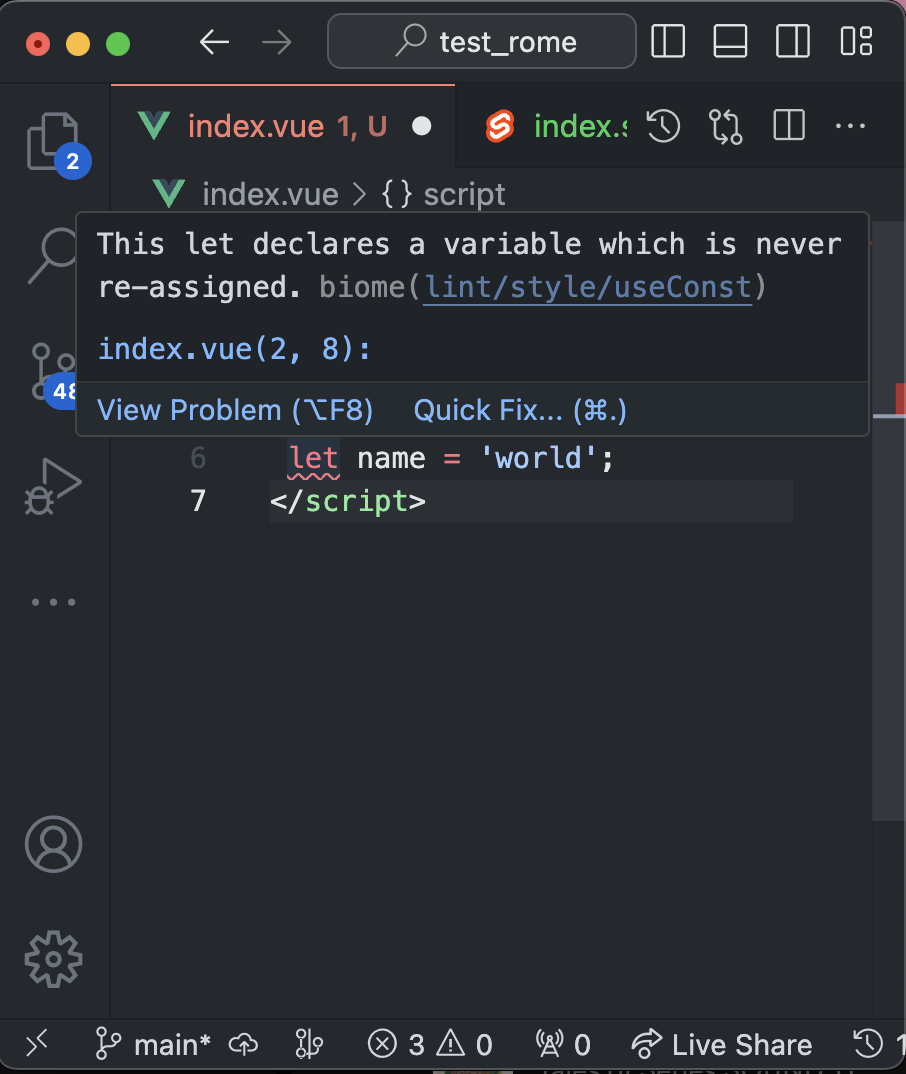 test_rome
index.vue 1, U
index.s
2
index.vue > {} script
This let declares a variable which is never
re-assigned. biome(lint/style/useConst)
index.vue(2, 8):
48
View Problem (⌥F8) Quick Fix... (⌘.)
6 let name = 'world';
7 </script>
main* 3 0 0 Live Share 1